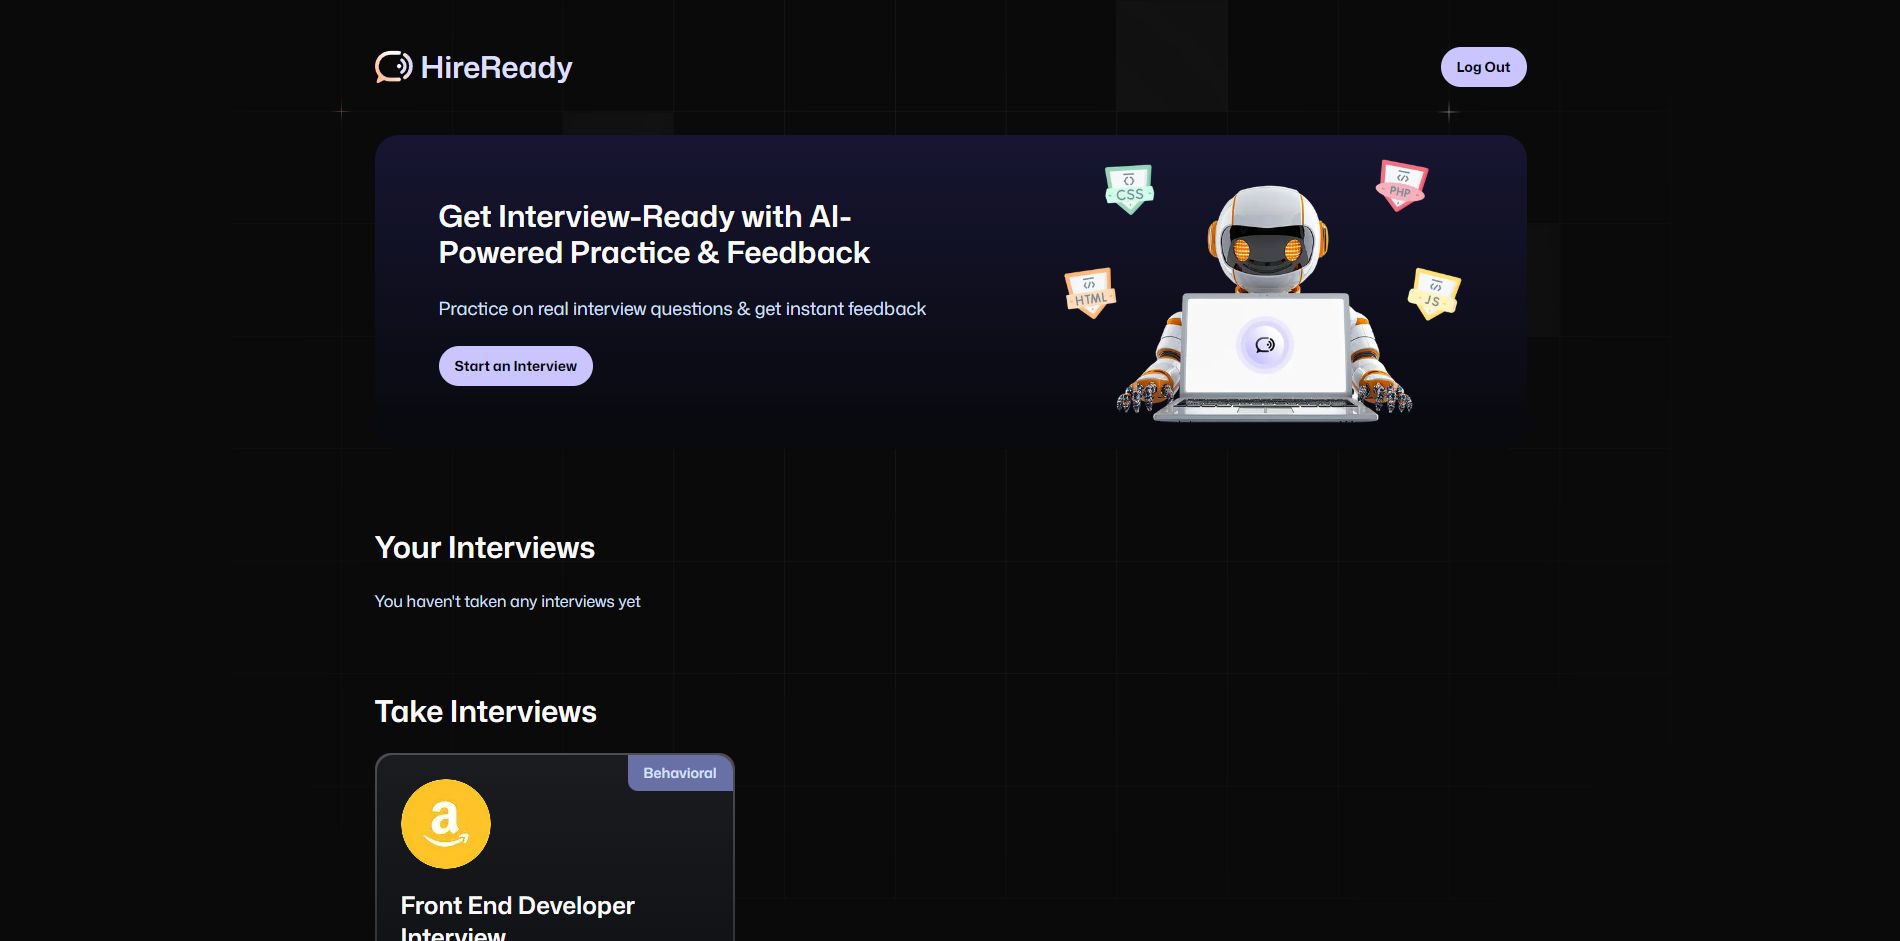 HireReady
Log Out
Get Interview-Ready with AI-
Powered Practice & Feedback
Practice on real interview questions & get instant feedback
Start an Interview
CSS
PHP
HTML
JS
Your Interviews
You haven't taken any interviews yet
Take Interviews
Behavioral
a
Front End Developer
Interview